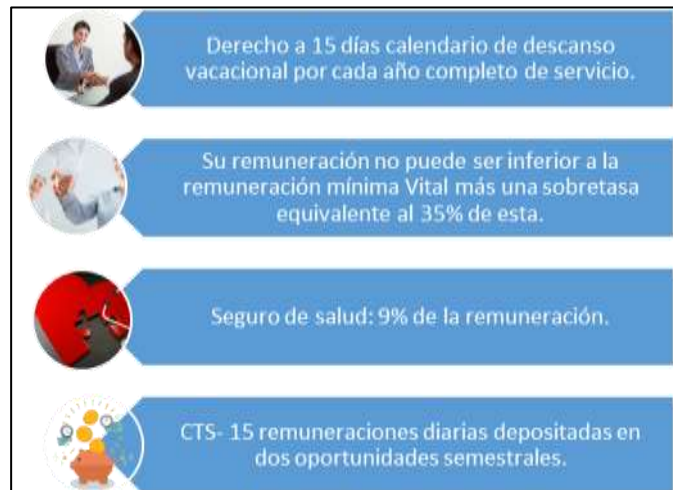 Derecho a 15 días calendario de descanso
vacacional por cada año completo de servicio.
Su remuneración no puede ser inferior a la
remuneración mínima Vital más una sobretasa
equivalente al 35% de esta.
Seguro de salud: 9% de la remuneración.
CTS- 15 remuneraciones diarias depositadas en
dos oportunidades semestrales.